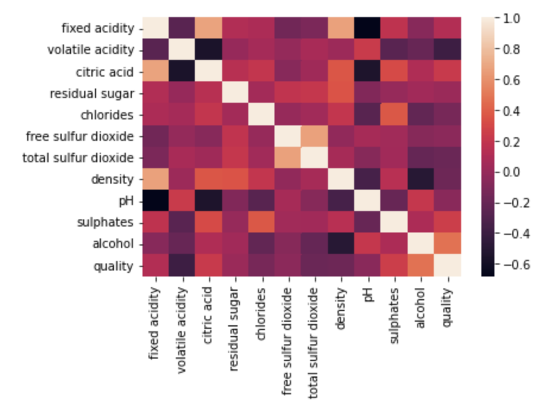 fixed acidity
volatile acidity
citric acid
residual sugar
chlorides
free sulfur dioxide
total sulfur dioxide
density
pH
sulphates
alcohol
quality
fixed acidity
volatile acidity
citric acid
residual sugar
chlorides
free sulfur dioxide
total sulfur dioxide
density
pH
sulphates
alcohol
quality
1.0
0.8
0.6
0.4
0.2
0.0
−0.2
−0.4
−0.6